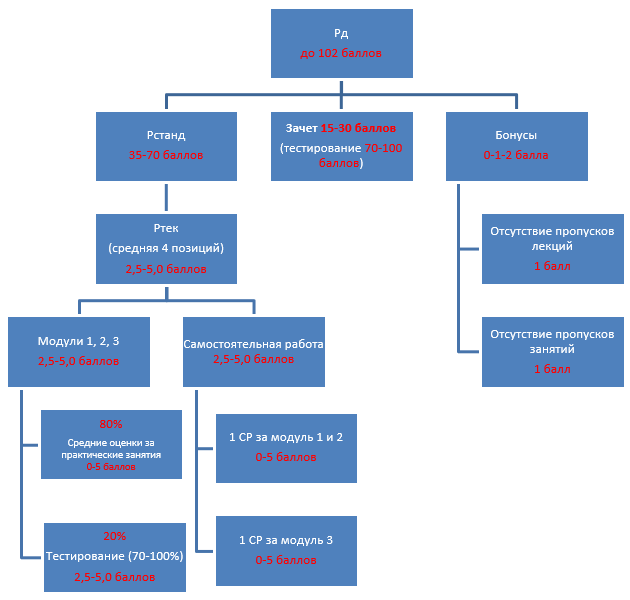 Рд
до 102 баллов
Рстанд
35-70 баллов
Зачет 15-30 баллов
(тестирование 70-100
баллов)
Бонусы
0-1-2 балла
Ртек
(средняя 4 позиций)
2,5-5,0 баллов
Отсутствие пропусков
лекций
1 балл
Модули 1, 2, 3
2,5-5,0 баллов
Самостоятельная работа
2,5-5,0 баллов
Отсутствие пропусков
занятий
1 балл
80%
Средние оценки за
практические занятия
0-5 баллов
1 СР за модуль 1 и 2
0-5 баллов
20%
Тестирование (70-100%)
2,5-5,0 баллов
1 СР за модуль 3
0-5 баллов